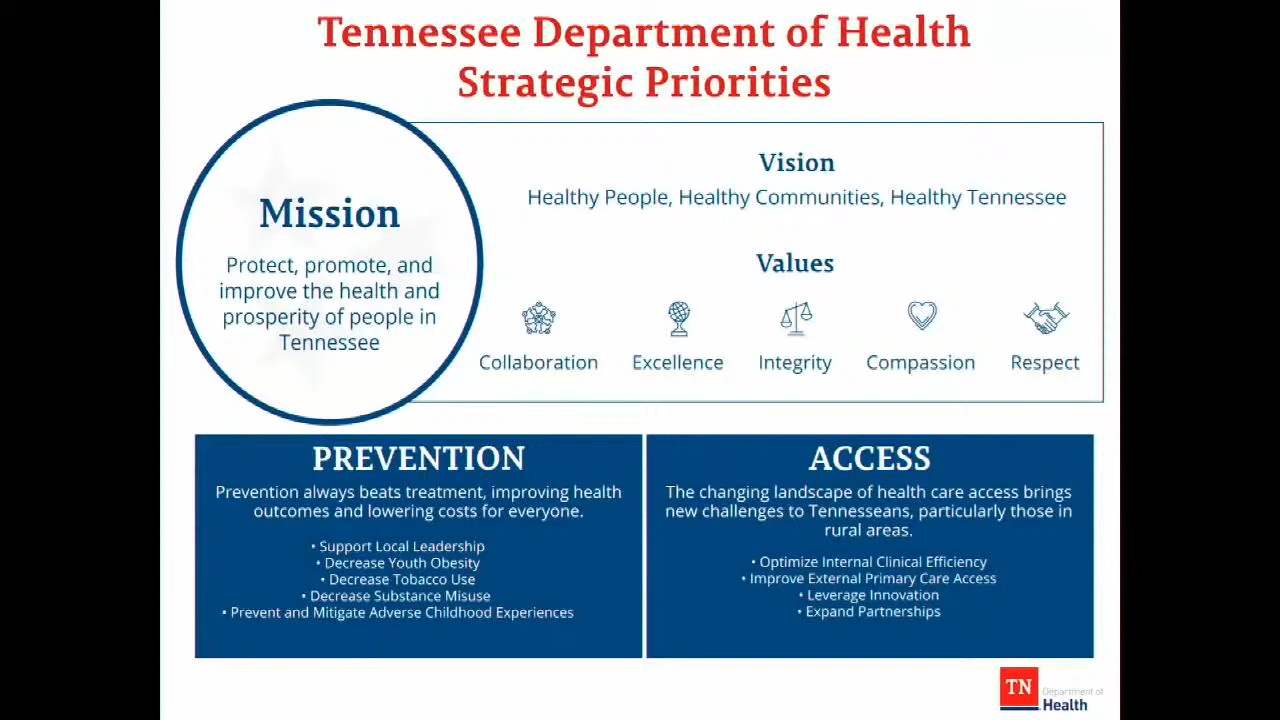 Tennessee Department of Health
Strategic Priorities
Mission
Protect, promote, and
improve the health and
prosperity of people in
Tennessee
Vision
Healthy People, Healthy Communities, Healthy Tennessee
Values
Collaboration Excellence Integrity Compassion Respect
PREVENTION
Prevention always beats treatment, improving health
outcomes and lowering costs for everyone.
• Support Local Leadership
• Decrease Youth Obesity
• Decrease Tobacco Use
• Decrease Substance Misuse
• Prevent and Mitigate Adverse Childhood Experiences
ACCESS
The changing landscape of health care access brings
new challenges to Tennesseans, particularly those in
rural areas.
• Optimize Internal Clinical Efficiency
• Improve External Primary Care Access
• Leverage Innovation
• Expand Partnerships
TN
Department of
Health